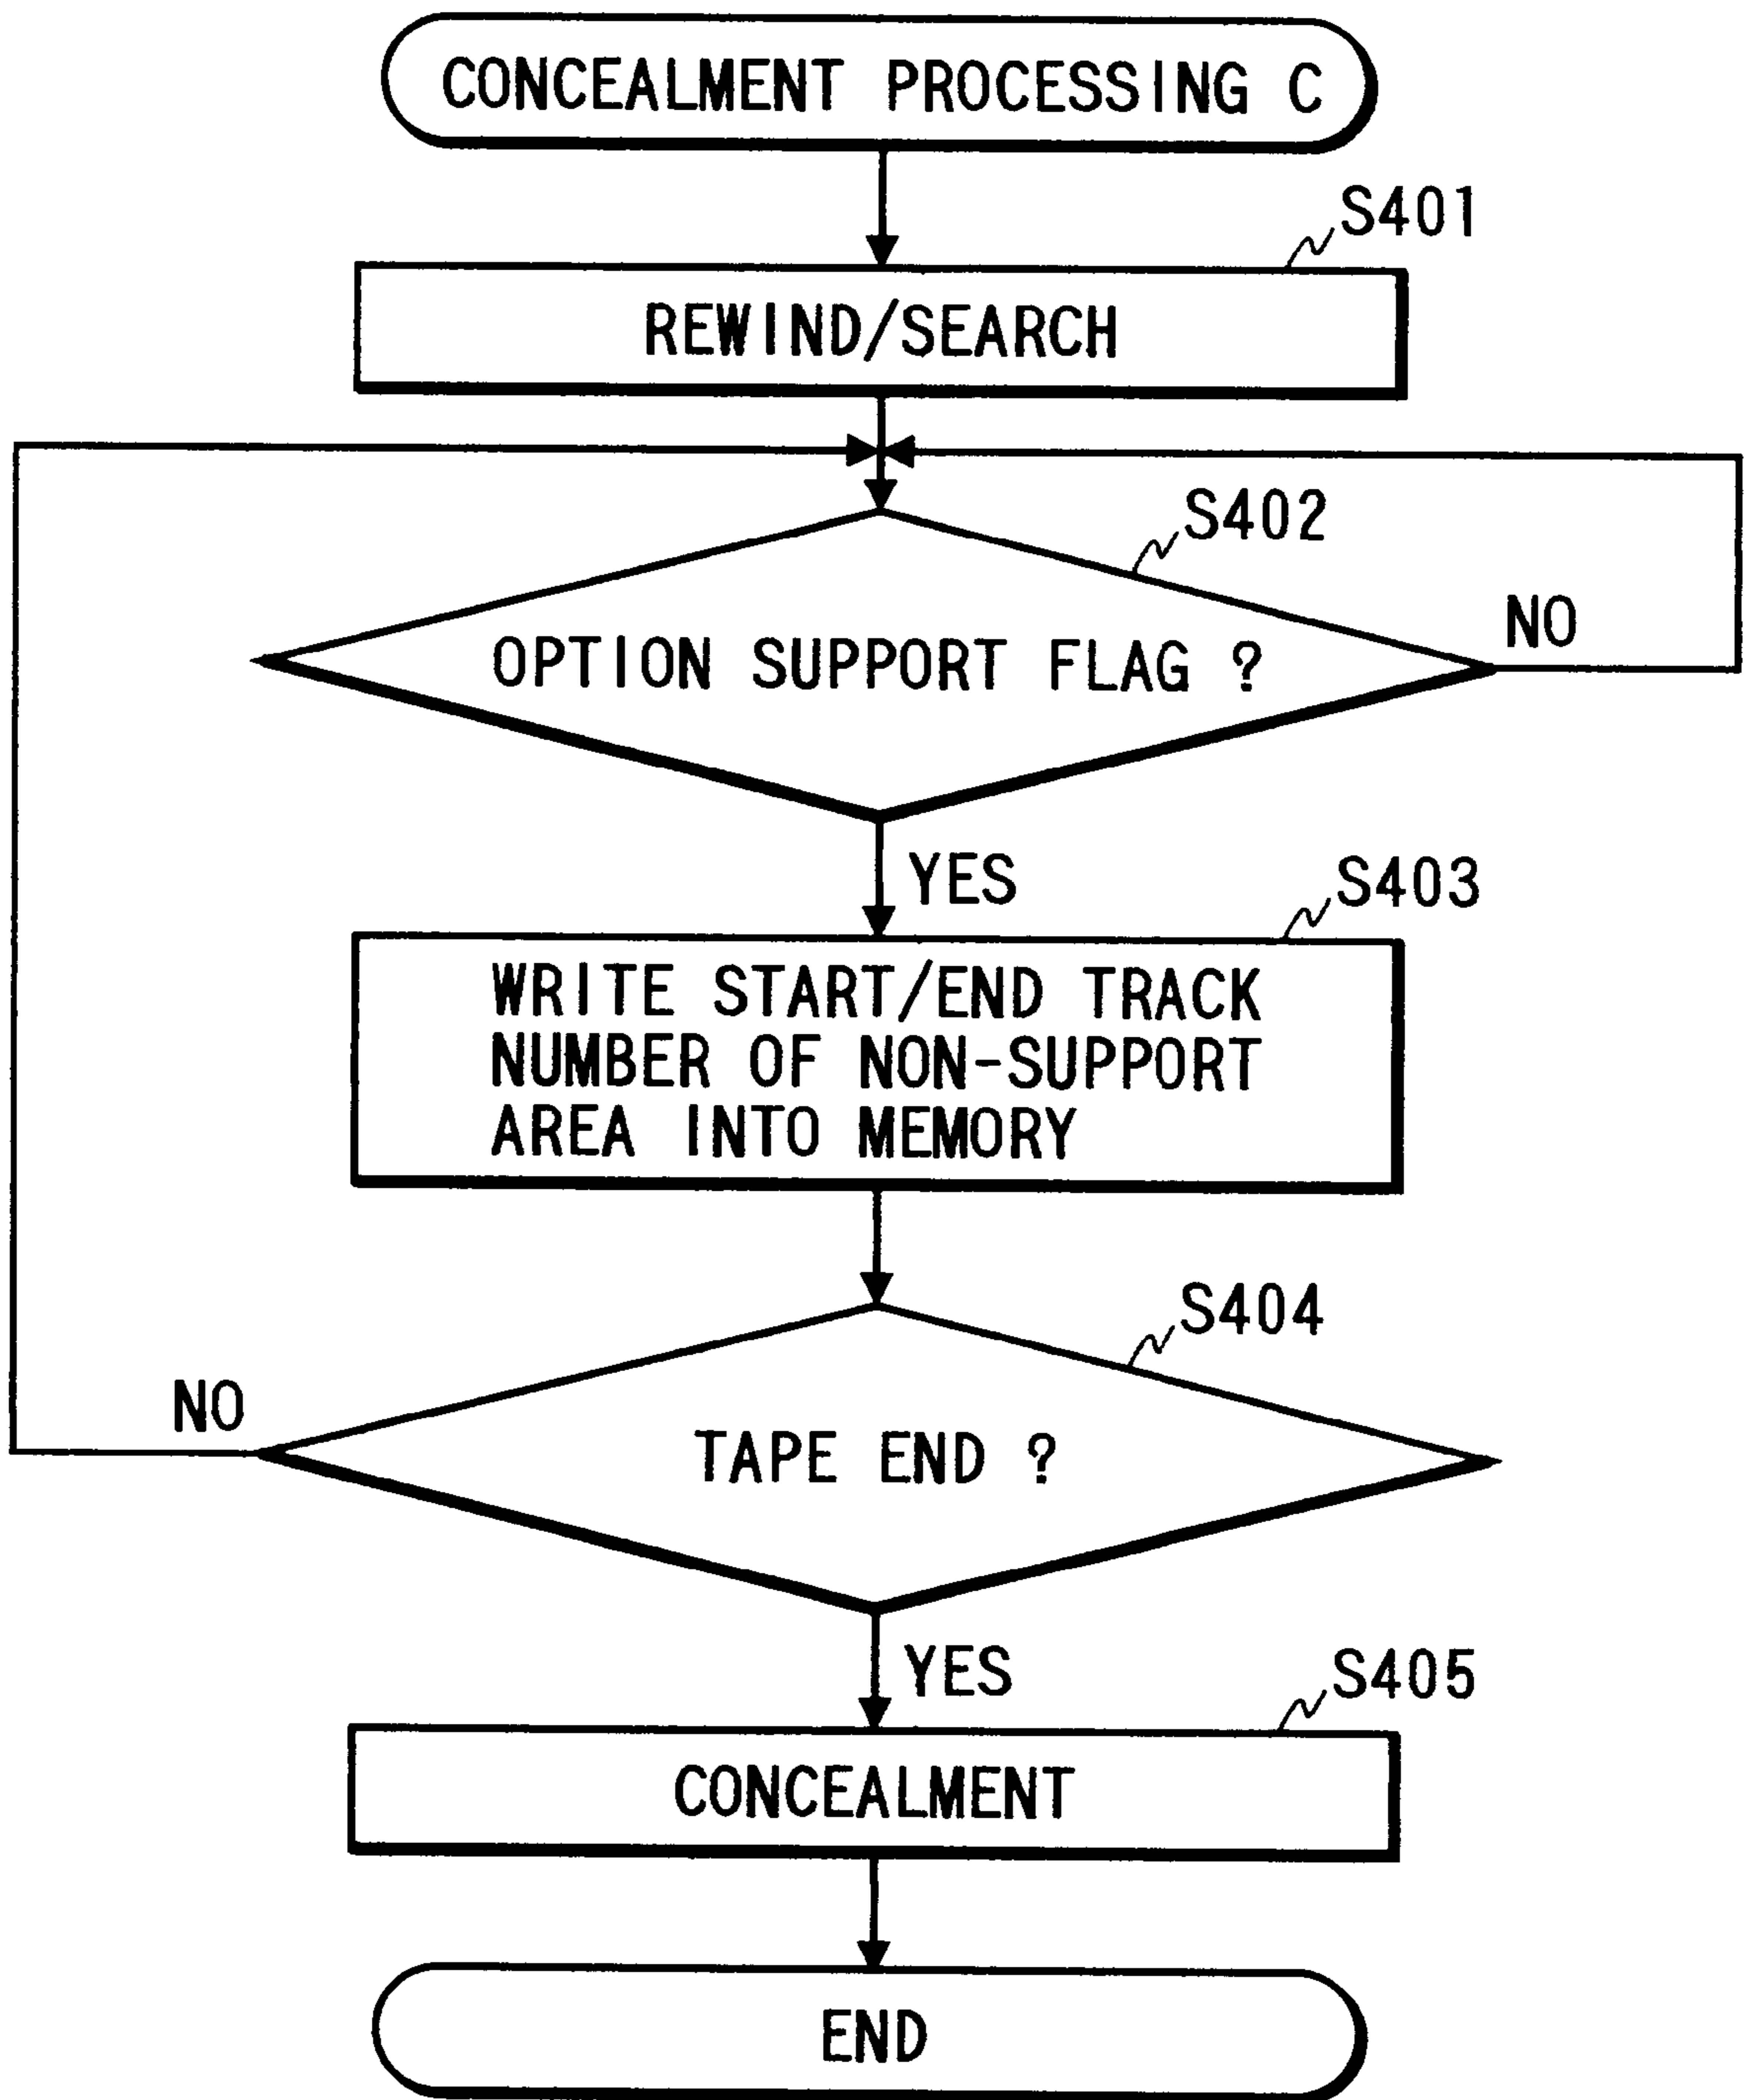 CONCEALMENT PROCESSING C
S401
REWIND/SEARCH
S402
OPTION SUPPORT FLAG ?
NO
YES
S403
WRITE START/END TRACK
NUMBER OF NON-SUPPORT
AREA INTO MEMORY
S404
TAPE END ?
NO
YES
S405
CONCEALMENT
END